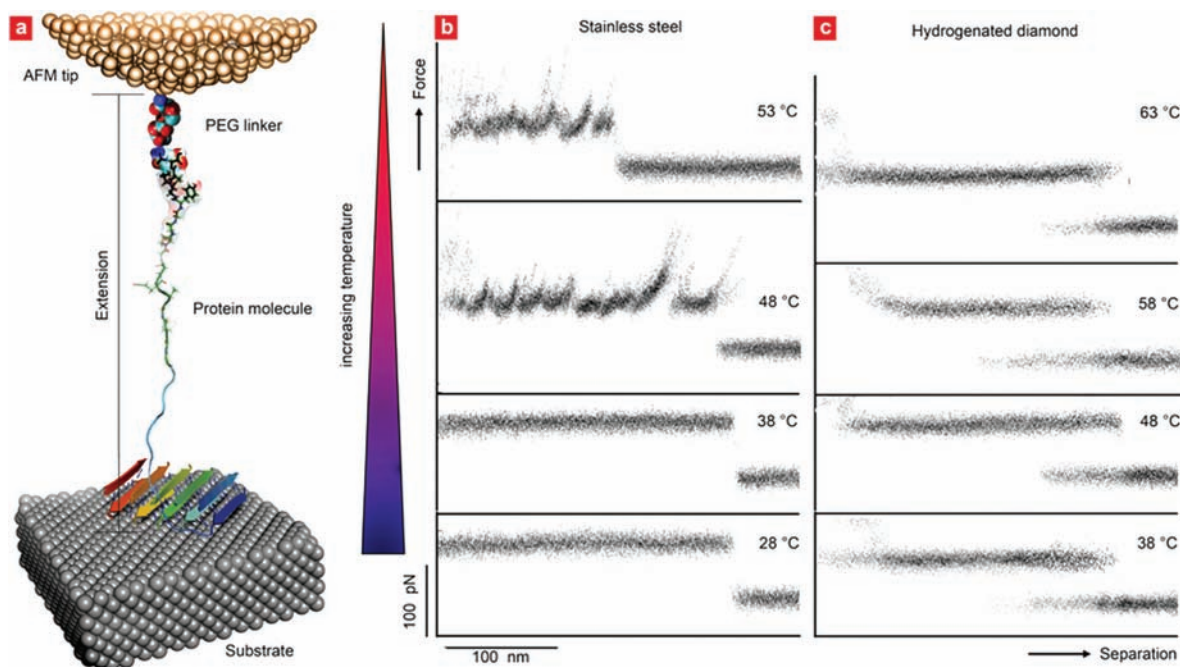 a
AFM tip
PEG linker
Extension
Protein molecule
Substrate
increasing temperature
b
Stainless steel
Force
53 °C
48 °C
38 °C
28 °C
100 pN
100 nm
c
Hydrogenated diamond
63 °C
58 °C
48 °C
38 °C
Separation